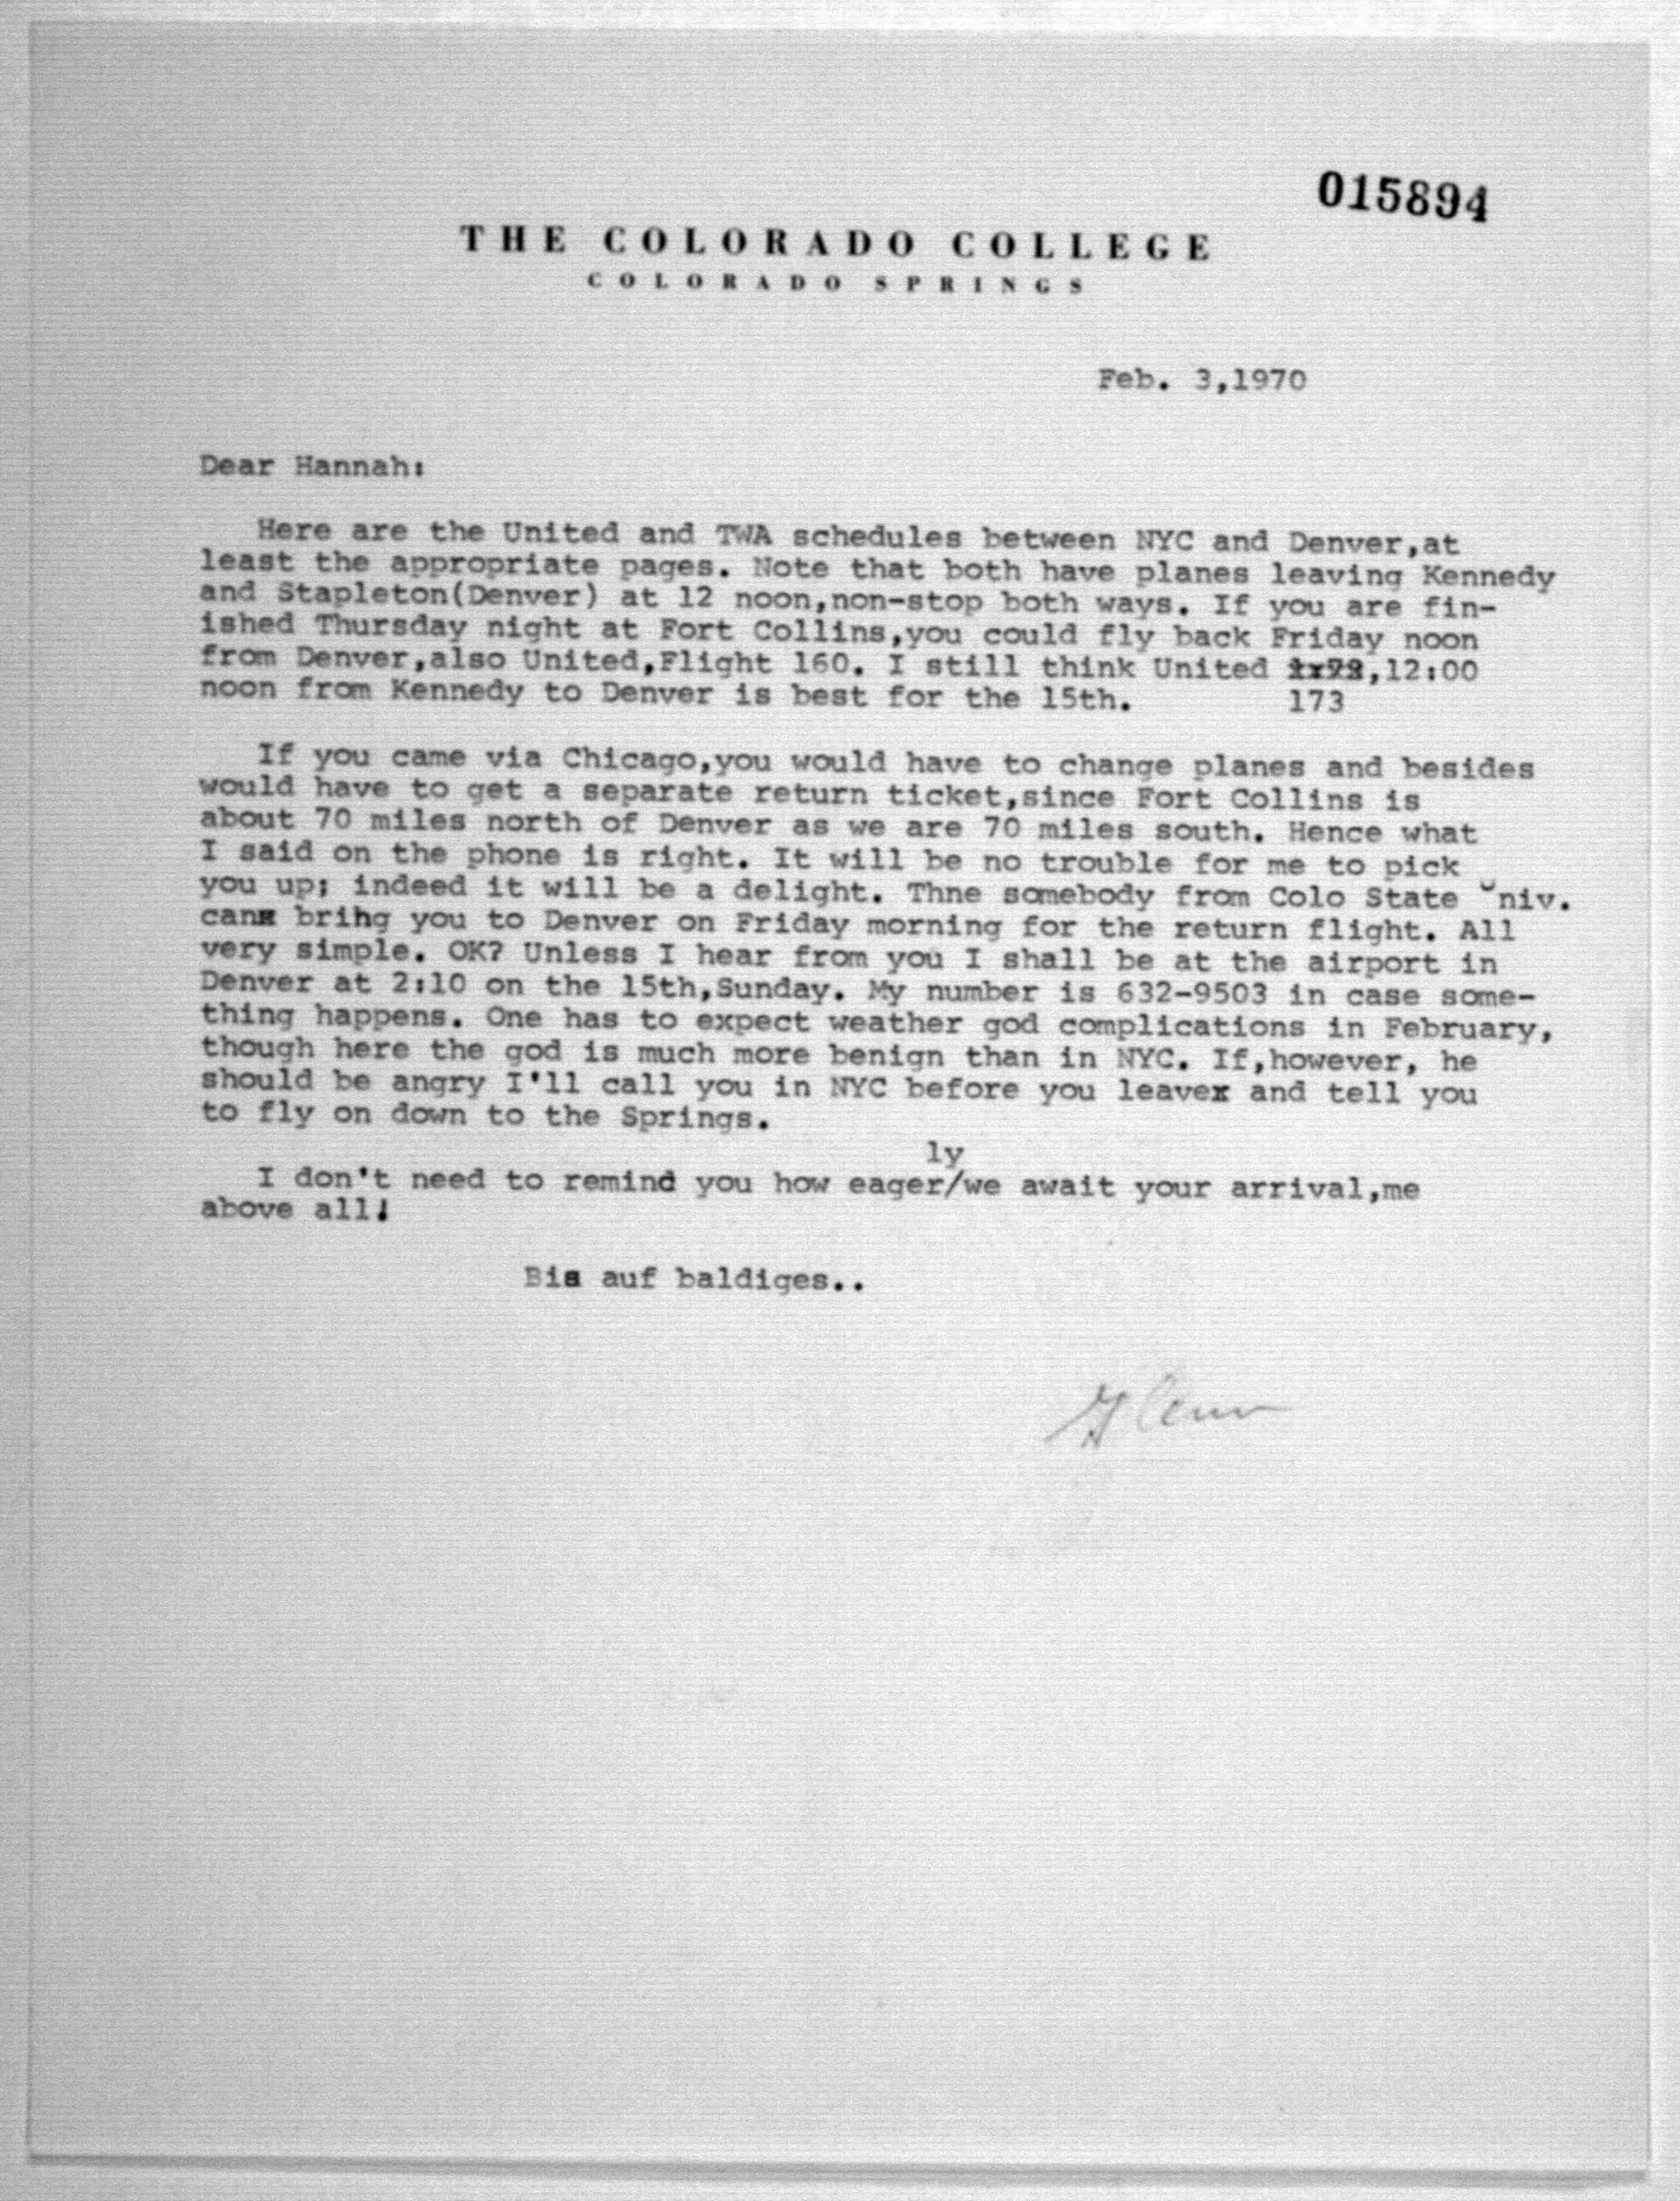 015894
THE COLORADO COLLEGE
COLORADO SPRINGS
Feb. 3,1970
Dear Hannah:
Here are the United and TWA schedules between NYC and Denver,at
least the appropriate pages. Note that both have planes leaving Kennedy
and Stapleton(Denver) at 12 noon,non-stop both ways. If you are fin-
ished Thursday night at Fort Collins,you could fly back Friday noon
from Denver,also United,Flight 160. I still think United ,12:00
noon from Kennedy to Denver is best for the 15th. 173
If you came via Chicago,you would have to change planes and besides
would have to get a separate return ticket,since Fort Collins is
about 70 miles north of Denver as we are 70 miles south. Hence what
I said on the phone is right. It will be no trouble for me to pick
you up; indeed it will be a delight. Thne somebody from Colo State Univ.
canx brihg you to Denver on Friday morning for the return flight. All
very simple. OK? Unless I hear from you I shall be at the airport in
Denver at 2:10 on the 15th,Sunday. My number is 632-9503 in case some-
thing happens. One has to expect weather god complications in February,
though here the god is much more benign than in NYC. If,however, he
should be angry I'll call you in NYC before you leavex and tell you
to fly on down to the Springs.
ly
I don't need to remind you how eager/we await your arrival,me
above all!
Bis auf baldiges..
Glenn